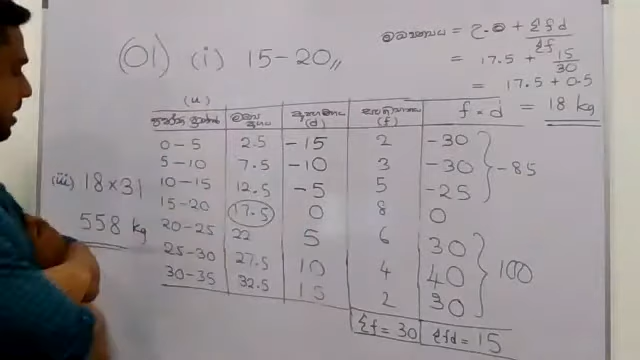 (01) (i) 15-20//
මධ්‍යන්‍යය = උ.ම + Σfd/Σf
= 17.5 + 15/30
= 17.5 + 0.5
= 18 kg
(ii)
පන්ති ප්‍රාන්තර මධ්‍ය අගය අපගමනය (d) සංඛ්‍යාතය (f) f × d
0-5 2.5 -15 2 -30
5-10 7.5 -10 3 -30
10-15 12.5 -5 5 -25
-85
15-20 17.5 0 8 0
20-25 22 5 6 30
25-30 27.5 10 4 40
30-35 32.5 15 2 30
100
Σf = 30 Σfd = 15
(iii) 18×31
558 kg